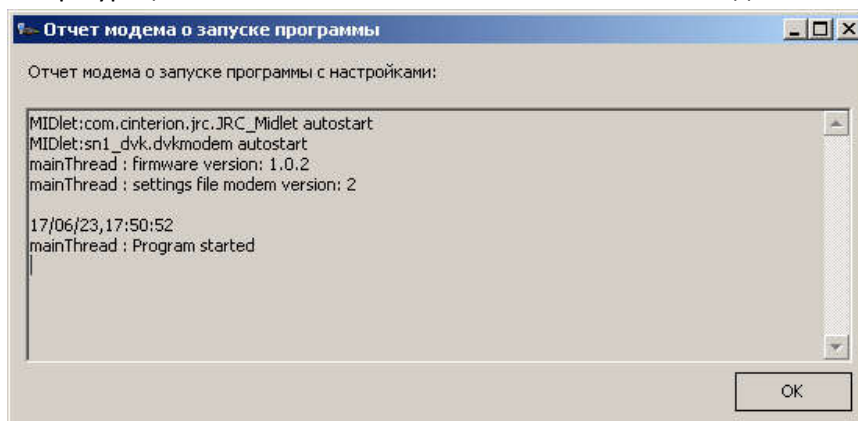 Отчет модема о запуске программы
Отчет модема о запуске программы с настройками:
MIDlet:com.cinterion.jrc.JRC_Midlet autostart
MIDlet:sn1_dvk.dvkmodem autostart
mainThread : firmware version: 1.0.2
mainThread : settings file modem version: 2
17/06/23,17:50:52
mainThread : Program started
OK